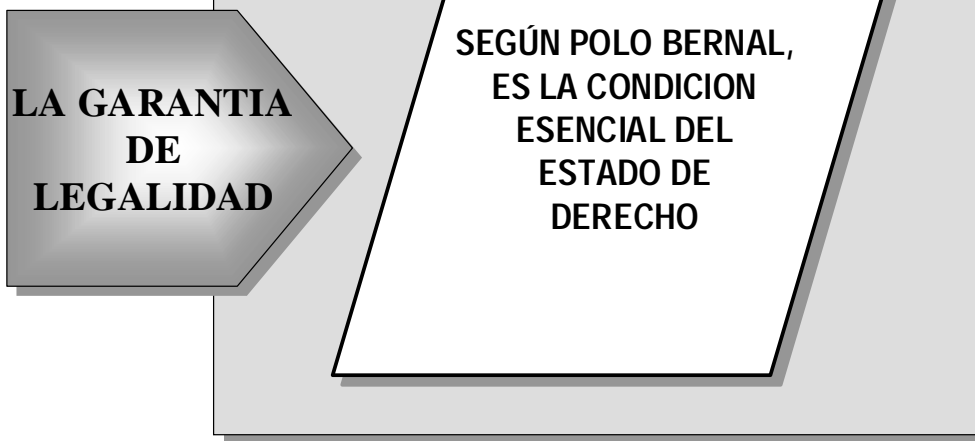 LA GARANTIA
DE
LEGALIDAD
SEGÚN POLO BERNAL,
ES LA CONDICION
ESENCIAL DEL
ESTADO DE
DERECHO